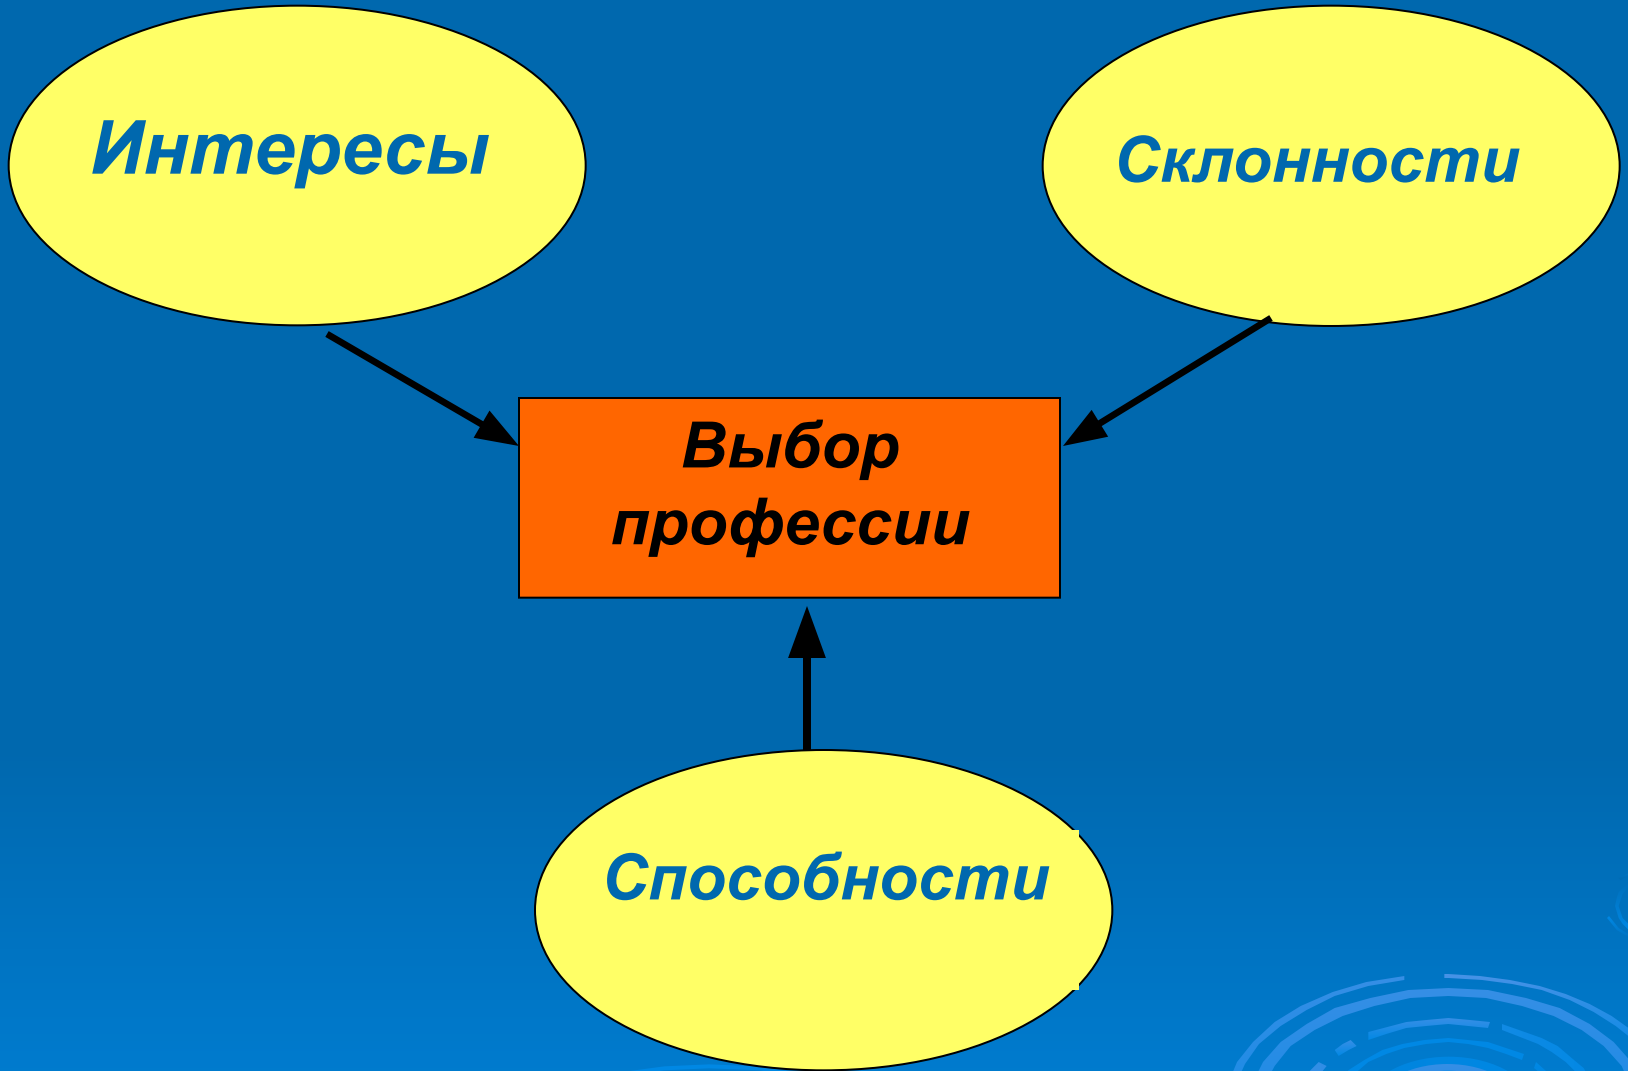 Интересы
Склонности
Выбор
профессии
Способности